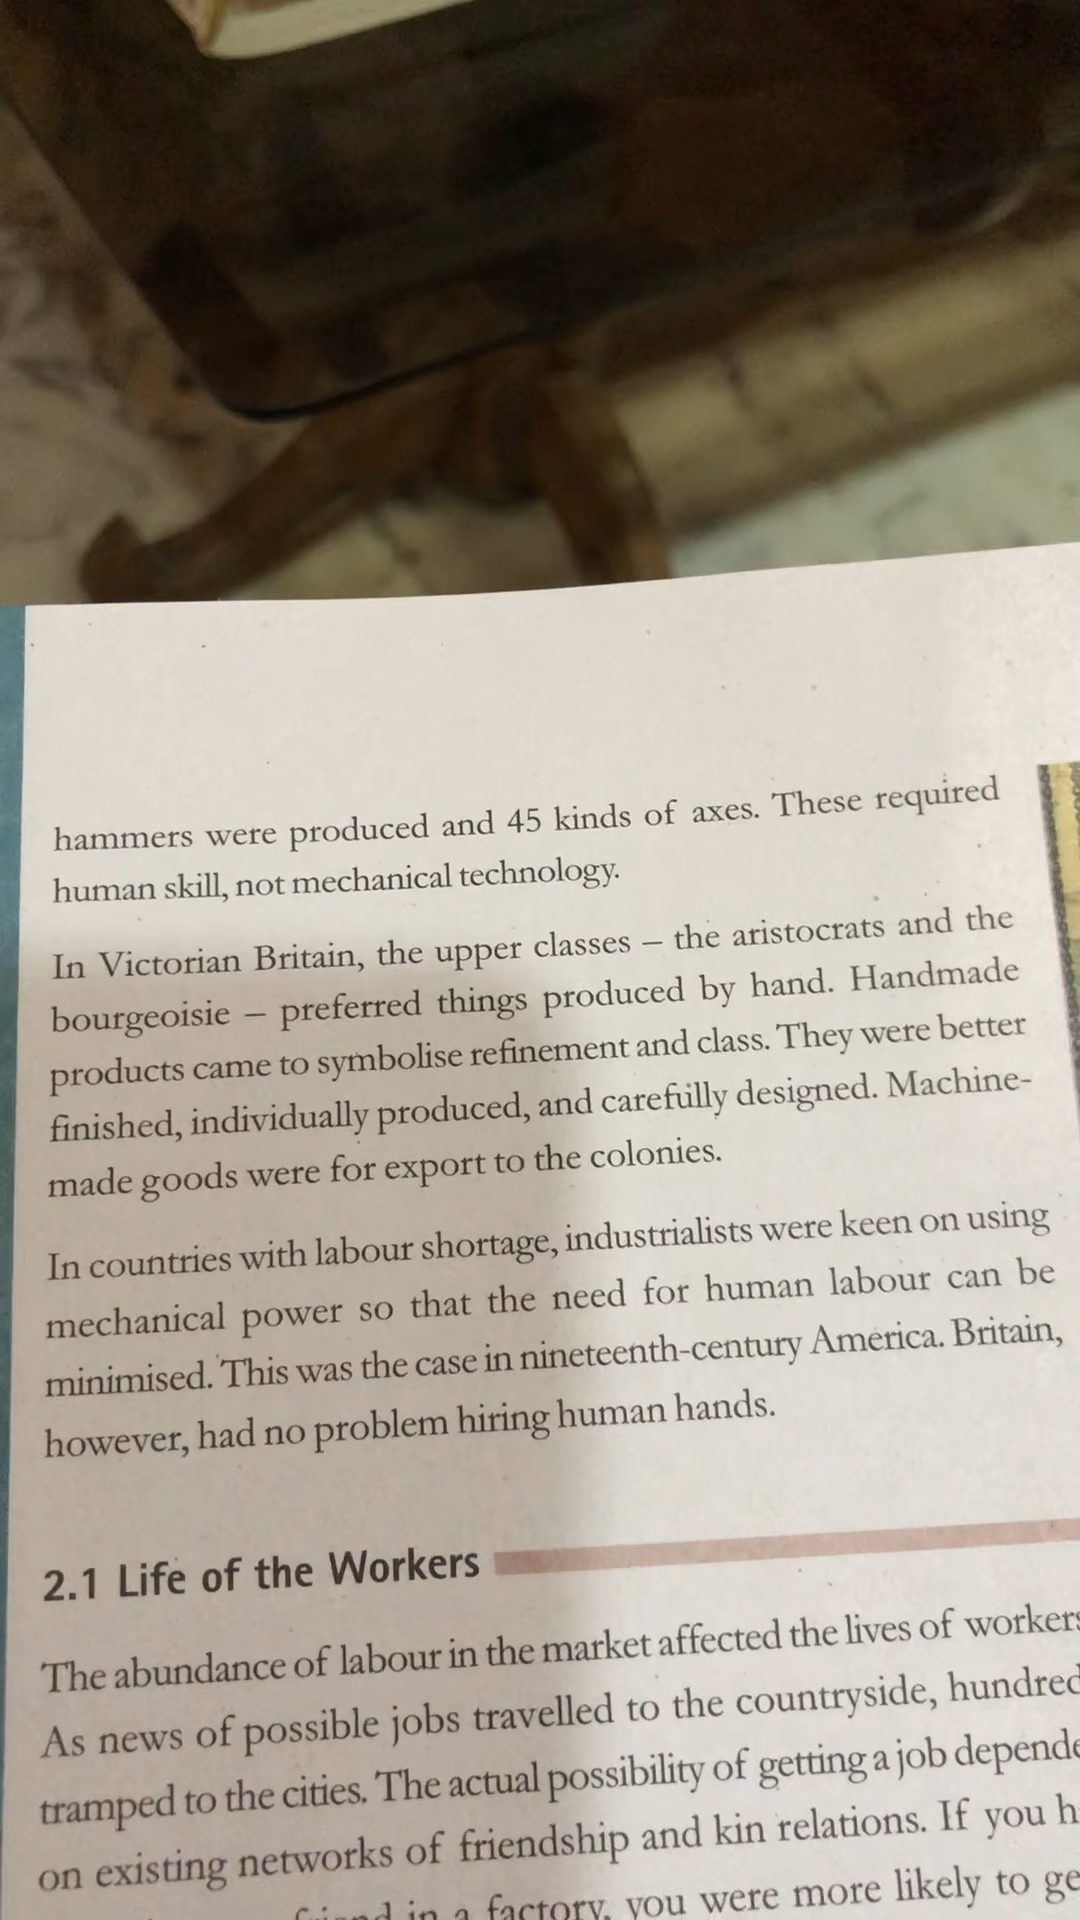 hammers were produced and 45 kinds of axes. These required
human skill, not mechanical technology.
In Victorian Britain, the upper classes – the aristocrats and the
bourgeoisie – preferred things produced by hand. Handmade
products came to symbolise refinement and class. They were better
finished, individually produced, and carefully designed. Machine-
made goods were for export to the colonies.
In countries with labour shortage, industrialists were keen on using
mechanical power so that the need for human labour can be
minimised. This was the case in nineteenth-century America. Britain,
however, had no problem hiring human hands.
2.1 Life of the Workers
The abundance of labour in the market affected the lives of workers
As news of possible jobs travelled to the countryside, hundred
tramped to the cities. The actual possibility of getting a job depende
on existing networks of friendship and kin relations. If you h
friend in a factory, you were more likely to ge